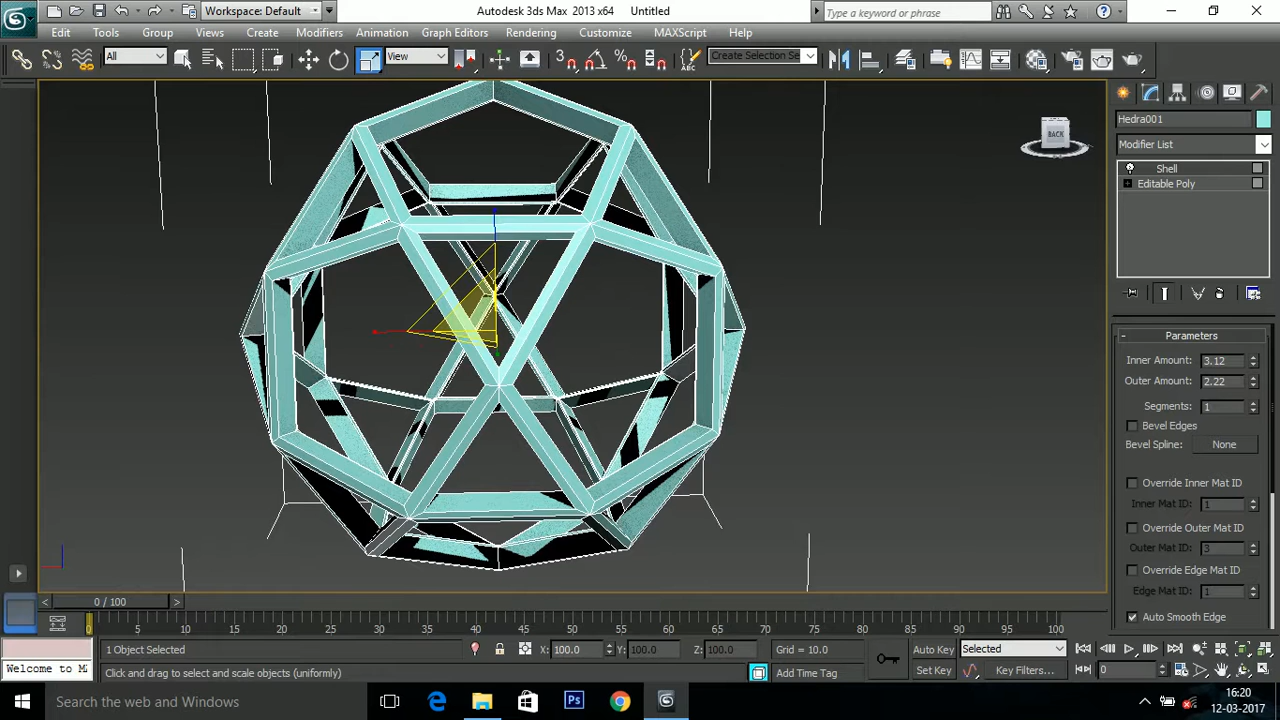 Workspace: Default
Autodesk 3ds Max 2013 x64 Untitled
Type a keyword or phrase
Edit Tools Group Views Create Modifiers Animation Graph Editors Rendering Customize MAXScript Help
All
View
3
Create Selection Se
BACK
Hedra001
Modifier List
Shell
Editable Poly
Parameters
Inner Amount: 3.12
Outer Amount: 2.22
Segments: 1
Bevel Edges
Bevel Spline: None
Override Inner Mat ID
Inner Mat ID: 1
Override Outer Mat ID
Outer Mat ID: 3
Override Edge Mat ID
Edge Mat ID: 1
Auto Smooth Edge
< 0 / 100 >
0 5 10 15 20 25 30 35 40 45 50 55 60 65 70 75 80 85 90 95 100
1 Object Selected X: 100.0 Y: 100.0 Z: 100.0 Grid = 10.0 Auto Key Selected
Welcome to M Click and drag to select and scale objects (uniformly) Add Time Tag Set Key Key Filters... 0
Search the web and Windows
16:20
12-03-2017